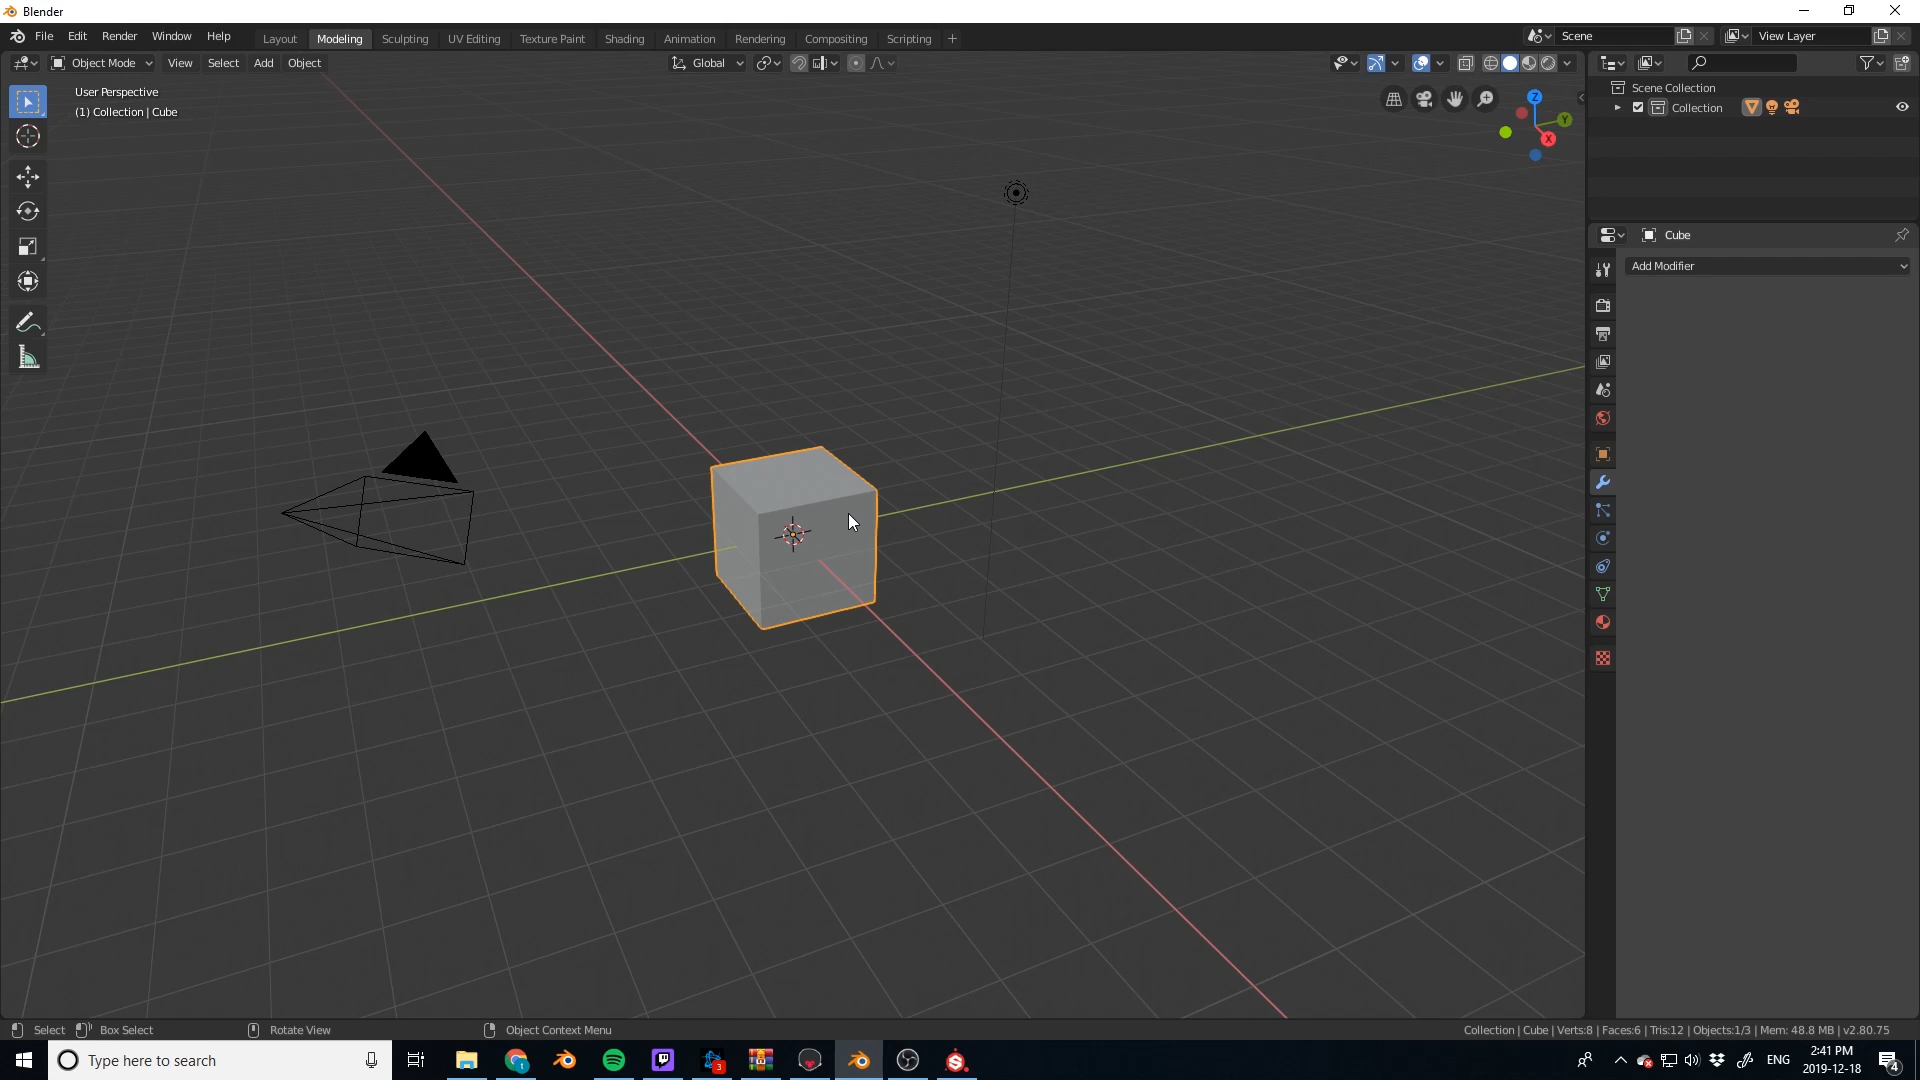 Blender
File Edit Render Window Help Layout Modeling Sculpting UV Editing Texture Paint Shading Animation Rendering Compositing Scripting + Scene View Layer
Object Mode View Select Add Object Global
User Perspective
(1) Collection | Cube
Z
Y
X
Scene Collection
Collection
Cube
Add Modifier
Select Box Select Rotate View Object Context Menu Collection | Cube | Verts:8 | Faces:6 | Tris:12 | Objects:1/3 | Mem: 48.8 MB | v2.80.75
Type here to search
3
ENG
2:41 PM
2019-12-18
4